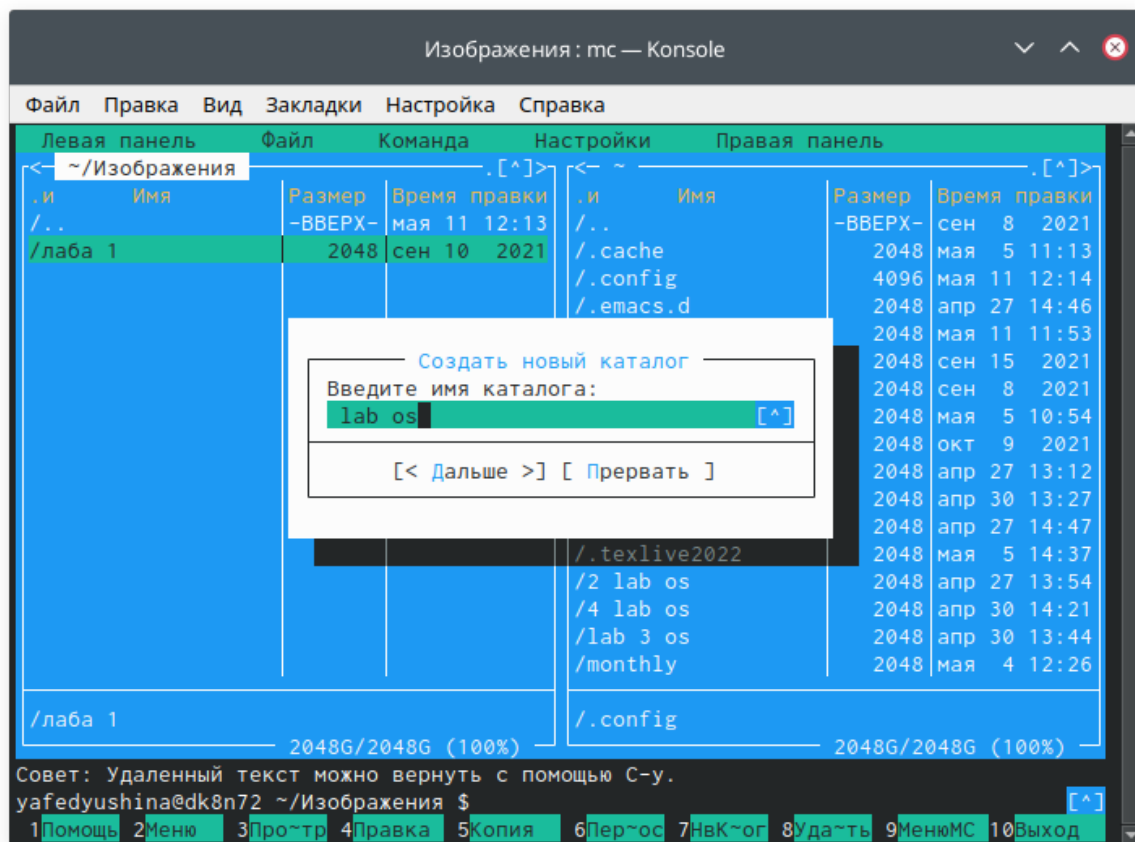 Изображения : mc — Konsole
Файл Правка Вид Закладки Настройка Справка
Левая панель Файл Команда Настройки Правая панель
<— ~/Изображения .[^]> <— ~ .[^]>
.и Имя Размер Время правки .и Имя Размер Время правки
/.. -ВВЕРХ- мая 11 12:13 /.. -ВВЕРХ- сен 8 2021
/лаба 1 2048 сен 10 2021 /.cache 2048 мая 5 11:13
/.config 4096 мая 11 12:14
/.emacs.d 2048 апр 27 14:46
2048 мая 11 11:53
Создать новый каталог 2048 сен 15 2021
Введите имя каталога: 2048 сен 8 2021
lab os [^] 2048 мая 5 10:54
2048 окт 9 2021
[< Дальше >] [ Прервать ] 2048 апр 27 13:12
2048 апр 30 13:27
2048 апр 27 14:47
/.texlive2022 2048 мая 5 14:37
/2 lab os 2048 апр 27 13:54
/4 lab os 2048 апр 30 14:21
/lab 3 os 2048 апр 30 13:44
/monthly 2048 мая 4 12:26
/лаба 1 /.config
2048G/2048G (100%) 2048G/2048G (100%)
Совет: Удаленный текст можно вернуть с помощью C-y.
yafedyushina@dk8n72 ~/Изображения $ [^]
1Помощь 2Меню 3Про~тр 4Правка 5Копия 6Пер~ос 7НвК~ог 8Уда~ть 9МенюМС 10Выход